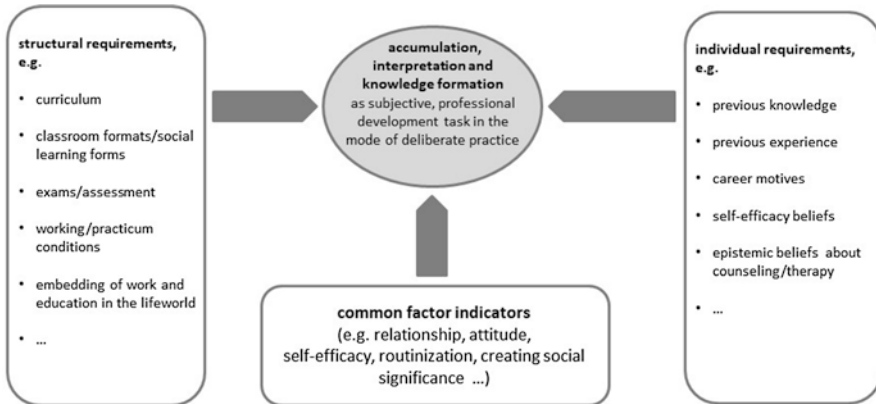 structural requirements,
e.g.
• curriculum
• classroom formats/social
learning forms
• exams/assessment
• working/practicum
conditions
• embedding of work and
education in the lifeworld
• ...
accumulation,
interpretation and
knowledge formation
as subjective, professional
development task in the
mode of deliberate practice
common factor indicators
(e.g. relationship, attitude,
self-efficacy, routinization, creating social
significance ...)
individual requirements,
e.g.
• previous knowledge
• previous experience
• career motives
• self-efficacy beliefs
• epistemic beliefs about
counseling/therapy
• ...